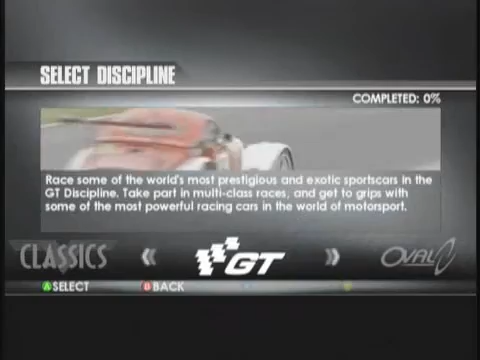 SELECT DISCIPLINE
COMPLETED: 0%
Race some of the world's most prestigious and exotic sportscars in the
GT Discipline. Take part in multi-class races, and get to grips with
some of the most powerful racing cars in the world of motorsport.
CLASSICS GT OVAL
A SELECT B BACK